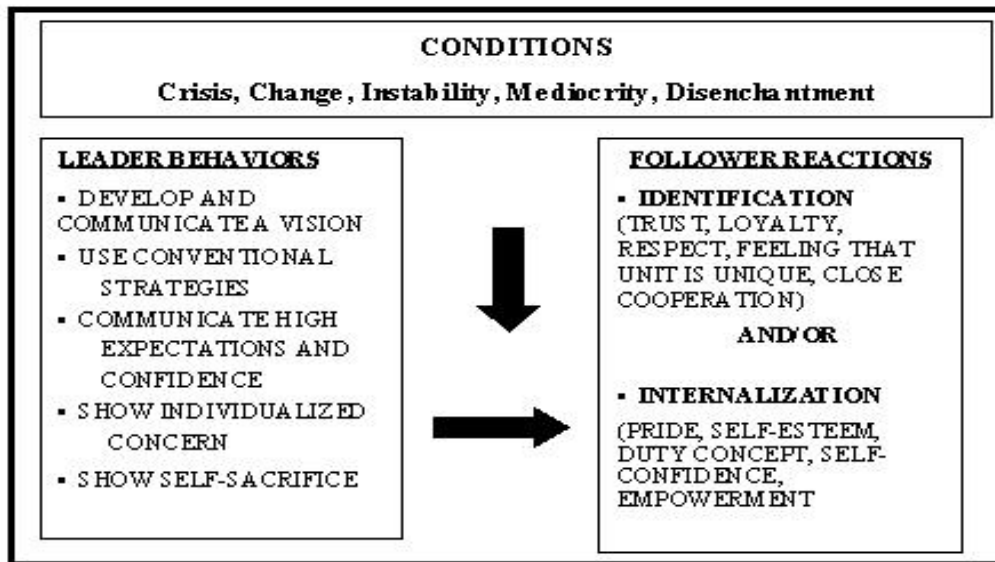 CONDITIONS
Crisis, Change, Instability, Mediocrity, Disenchantment
LEADER BEHAVIORS
▪ DEVELOP AND
COMMUNICATE A VISION
▪ USE CONVENTIONAL
STRATEGIES
▪ COMMUNICATE HIGH
EXPECTATIONS AND
CONFIDENCE
▪ SHOW INDIVIDUALIZED
CONCERN
▪ SHOW SELF-SACRIFICE
FOLLOWER REACTIONS
▪ IDENTIFICATION
(TRUST, LOYALTY,
RESPECT, FEELING THAT
UNIT IS UNIQUE, CLOSE
COOPERATION)
AND/OR
▪ INTERNALIZATION
(PRIDE, SELF-ESTEEM,
DUTY CONCEPT, SELF-
CONFIDENCE,
EMPOWERMENT